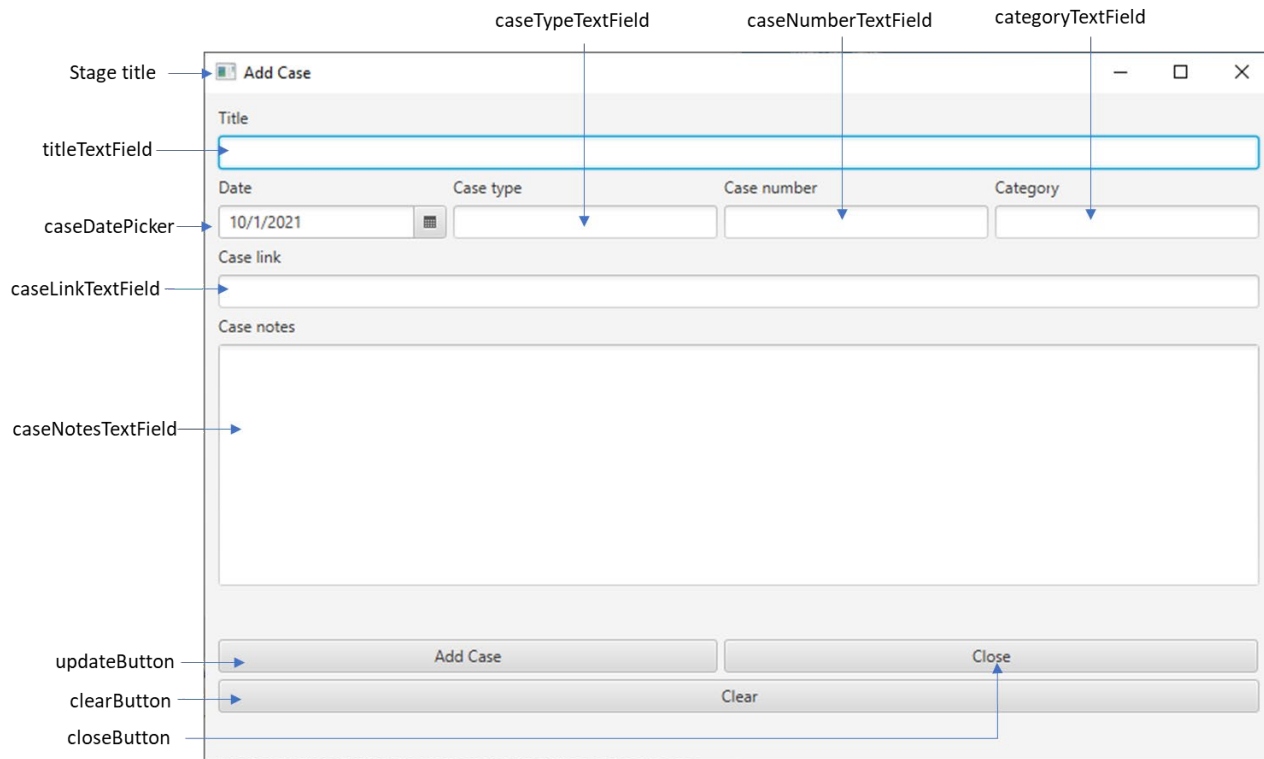 caseTypeTextField caseNumberTextField categoryTextField
Stage title Add Case
Title
titleTextField
Date Case type Case number Category
caseDatePicker 10/1/2021
Case link
caseLinkTextField
Case notes
caseNotesTextField
updateButton Add Case Close
clearButton Clear
closeButton